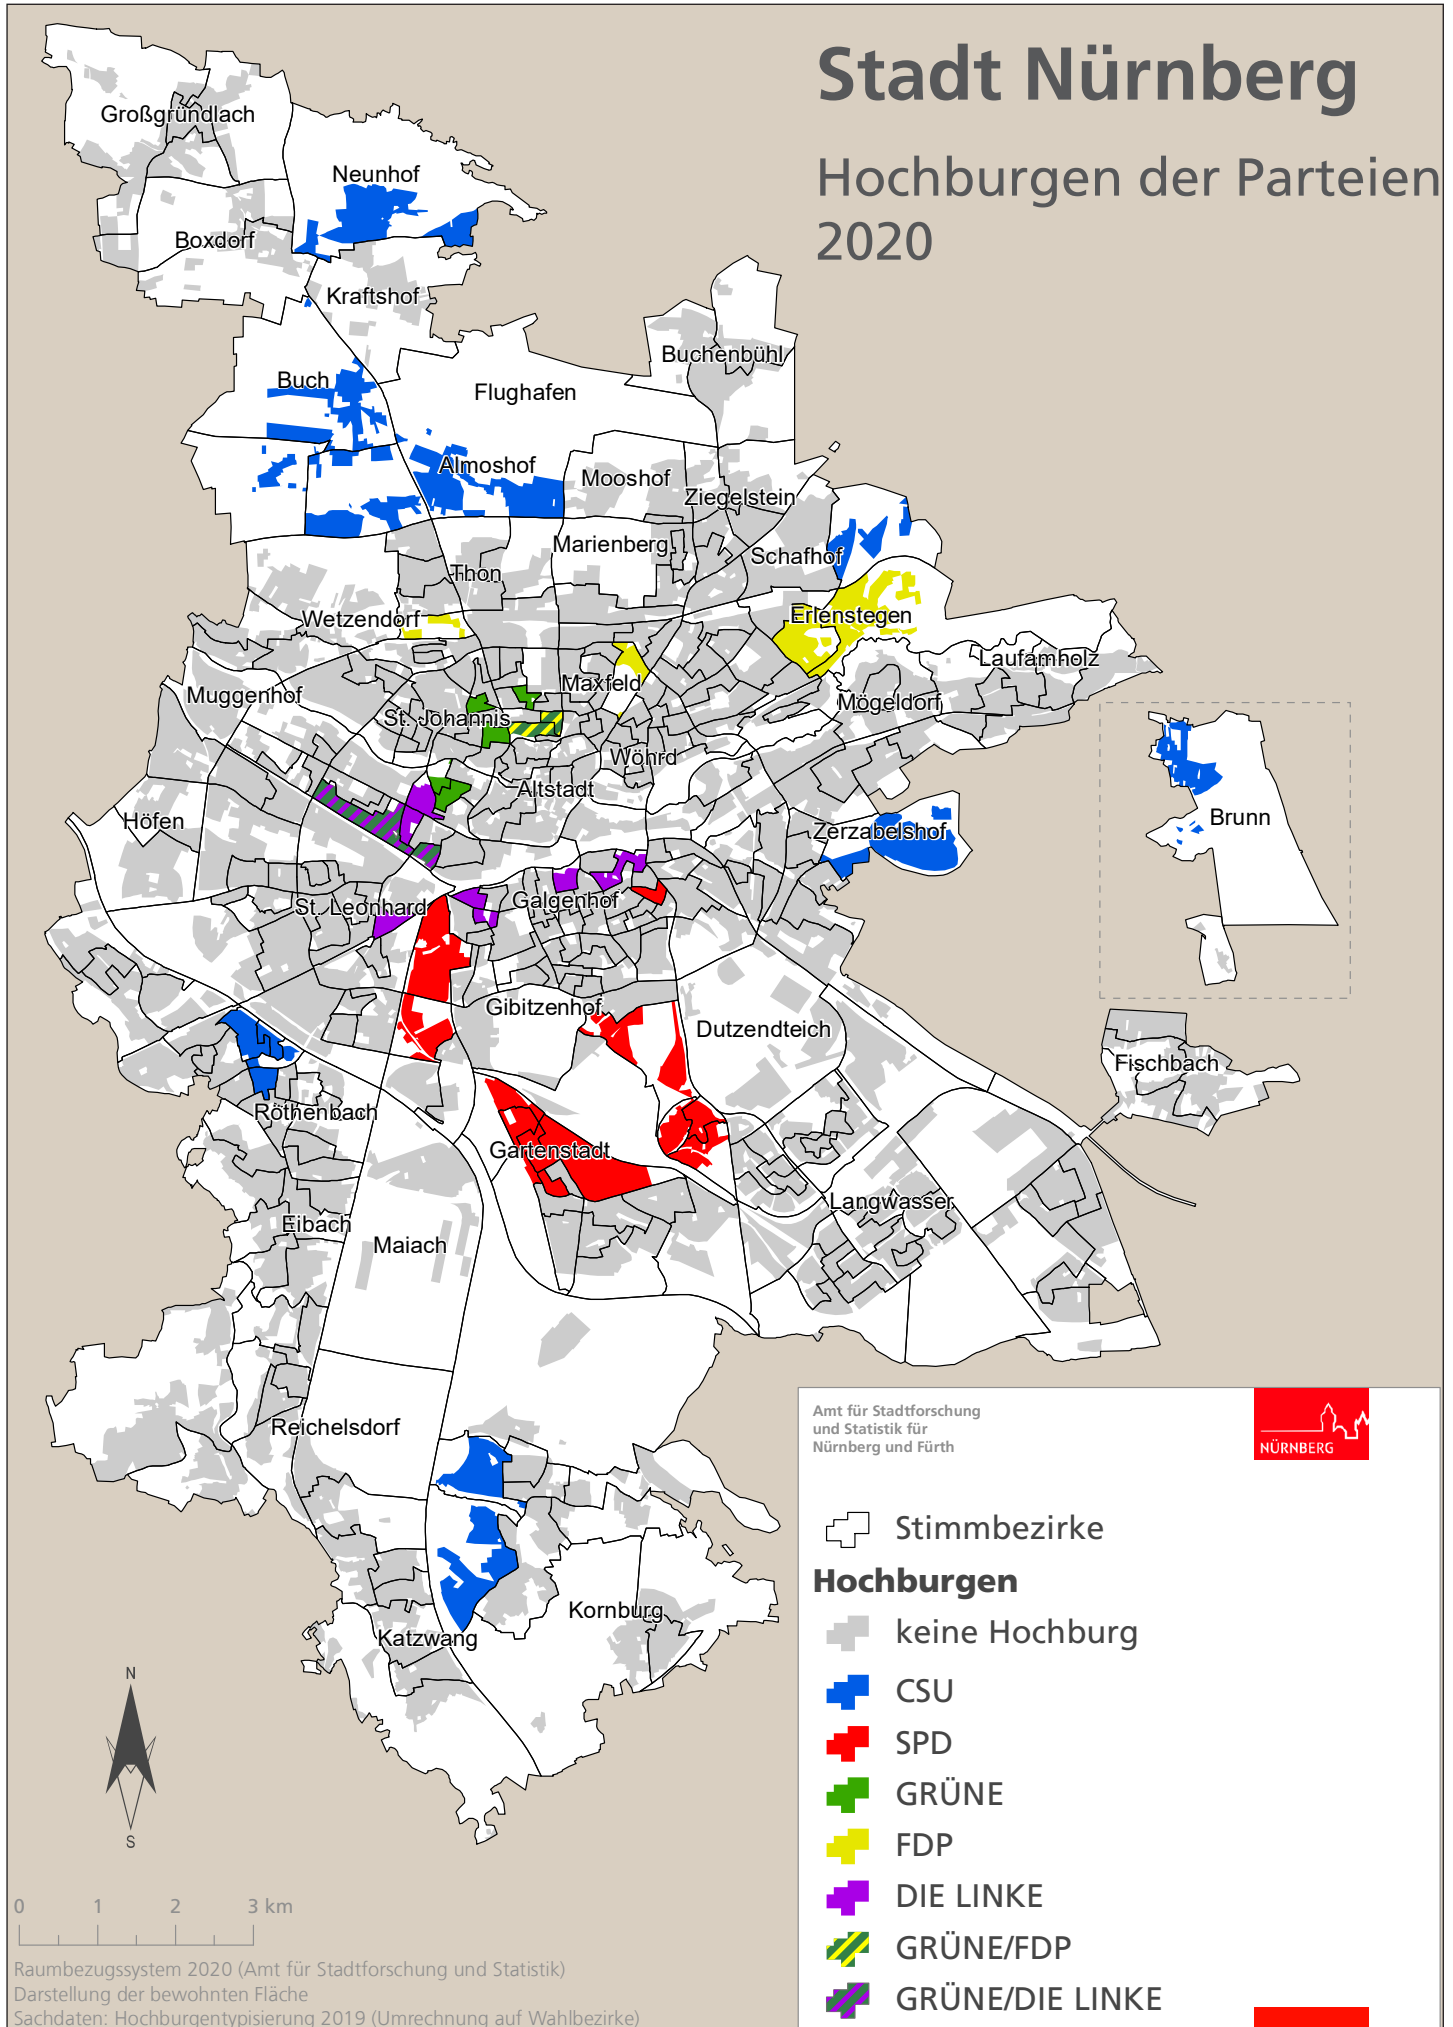 Stadt Nürnberg
Hochburgen der Parteien
2020
Großgründlach
Neunhof
Boxdorf
Kraftshof
Buchenbühl
Buch
Flughafen
Almoshof
Mooshof
Ziegelstein
Marienberg
Schafhof
Thon
Wetzendorf
Erlenstegen
Laufamholz
Maxfeld
Muggenhof
Mögeldorf
St. Johannis
Wöhrd
Altstadt
Höfen
Zerzabelshof
Brunn
St. Leonhard
Galgenhof
Gibitzenhof
Dutzendteich
Fischbach
Röthenbach
Gartenstadt
Langwasser
Eibach
Maiach
Reichelsdorf
Kornburg
Katzwang
Amt für Stadtforschung
und Statistik für
Nürnberg und Fürth
NÜRNBERG
Stimmbezirke
Hochburgen
keine Hochburg
CSU
SPD
GRÜNE
FDP
DIE LINKE
GRÜNE/FDP
GRÜNE/DIE LINKE
N
S
0 1 2 3 km
Raumbezugssystem 2020 (Amt für Stadtforschung und Statistik)
Darstellung der bewohnten Fläche
Sachdaten: Hochburgentypisierung 2019 (Umrechnung auf Wahlbezirke)